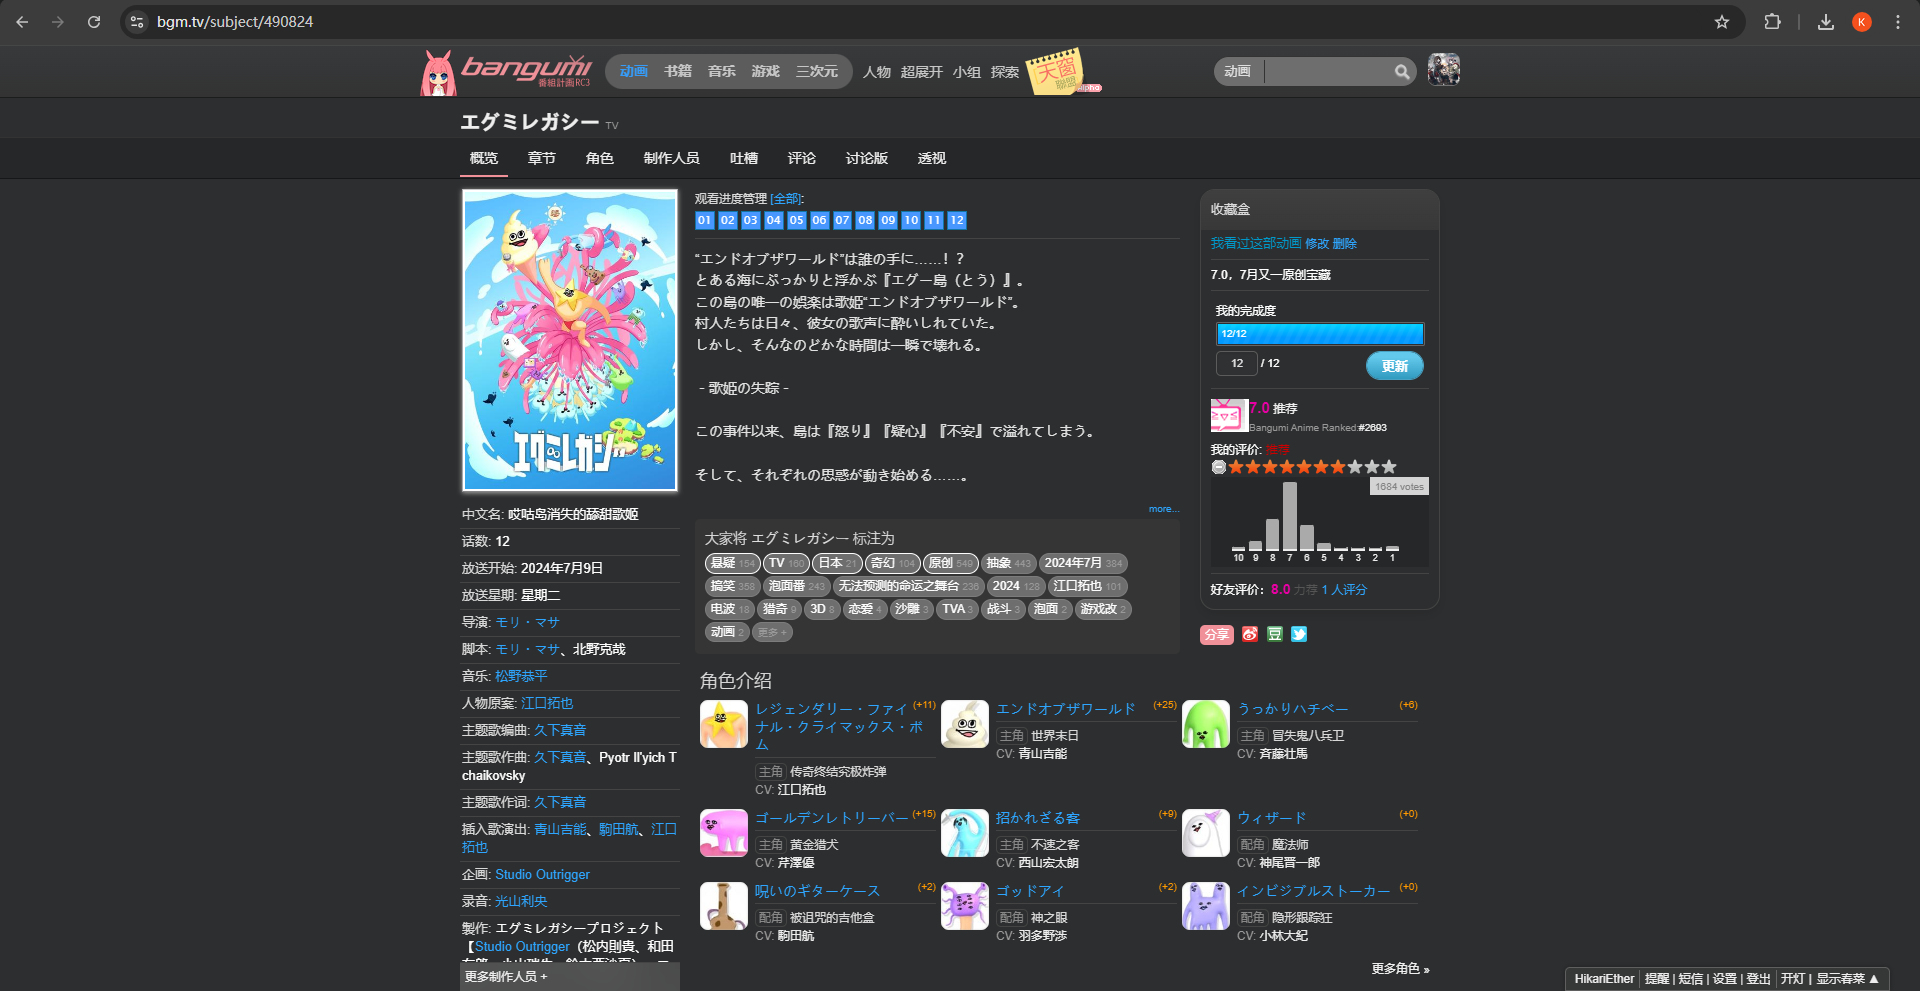 bgm.tv/subject/490824
K
bangumi
番組計画RC3
动画 书籍 音乐 游戏 三次元 人物 超展开 小组 探索
天窗
聯盟
Alpha
动画
エグミレガシー TV
概览 章节 角色 制作人员 吐槽 评论 讨论版 透视
エグミレガシー
中文名: 哎咕岛消失的舔甜歌姬
话数: 12
放送开始: 2024年7月9日
放送星期: 星期二
导演: モリ・マサ
脚本: モリ・マサ、北野克哉
音乐: 松野恭平
人物原案: 江口拓也
主题歌编曲: 久下真音
主题歌作曲: 久下真音、Pyotr Il'yich T
chaikovsky
主题歌作词: 久下真音
插入歌演出: 青山吉能、駒田航、江口
拓也
企画: Studio Outrigger
录音: 光山利央
製作: エグミレガシープロジェクト
【Studio Outrigger（松内則貴、和田
更多制作人员 +
观看进度管理 [全部]:
01 02 03 04 05 06 07 08 09 10 11 12
“エンドオブザワールド”は誰の手に……！？
とある海にぷっかりと浮かぶ『エグー島（とう）』。
この島の唯一の娯楽は歌姫“エンドオブザワールド”。
村人たちは日々、彼女の歌声に酔いしれていた。
しかし、そんなのどかな時間は一瞬で壊れる。
- 歌姫の失踪 -
この事件以来、島は『怒り』『疑心』『不安』で溢れてしまう。
そして、それぞれの思惑が動き始める……。
more...
大家将 エグミレガシー 标注为
悬疑 154 TV 160 日本 21 奇幻 104 原创 549 抽象 443 2024年7月 384
搞笑 358 泡面番 243 无法预测的命运之舞台 236 2024 128 江口拓也 101
电波 18 猎奇 9 3D 8 恋爱 4 沙雕 3 TVA 3 战斗 3 泡面 2 游戏改 2
动画 2 更多 +
角色介绍
レジェンダリー・ファイ (+11)
ナル・クライマックス・ボ
ム
主角 传奇终结究极炸弹
CV: 江口拓也
エンドオブザワールド (+25)
主角 世界末日
CV: 青山吉能
うっかりハチベー (+6)
主角 冒失鬼八兵卫
CV: 斉藤壮馬
ゴールデンレトリーバー (+15)
主角 黄金猎犬
CV: 芹澤優
招かれざる客 (+9)
主角 不速之客
CV: 西山宏太朗
ウィザード (+0)
配角 魔法师
CV: 神尾晋一郎
呪いのギターケース (+2)
配角 被诅咒的吉他盒
CV: 駒田航
ゴッドアイ (+2)
配角 神之眼
CV: 羽多野渉
インビジブルストーカー (+0)
配角 隐形跟踪狂
CV: 小林大紀
更多角色 »
收藏盒
我看过这部动画 修改 删除
7.0，7月又一原创宝藏
我的完成度
12/12
12 / 12 更新
7.0 推荐
Bangumi Anime Ranked:#2693
我的评价: 推荐
1684 votes
10 9 8 7 6 5 4 3 2 1
好友评价: 8.0 力荐 1 人评分
分享 豆
HikariEther 提醒 | 短信 | 设置 | 登出 开灯 | 显示春菜 ▲